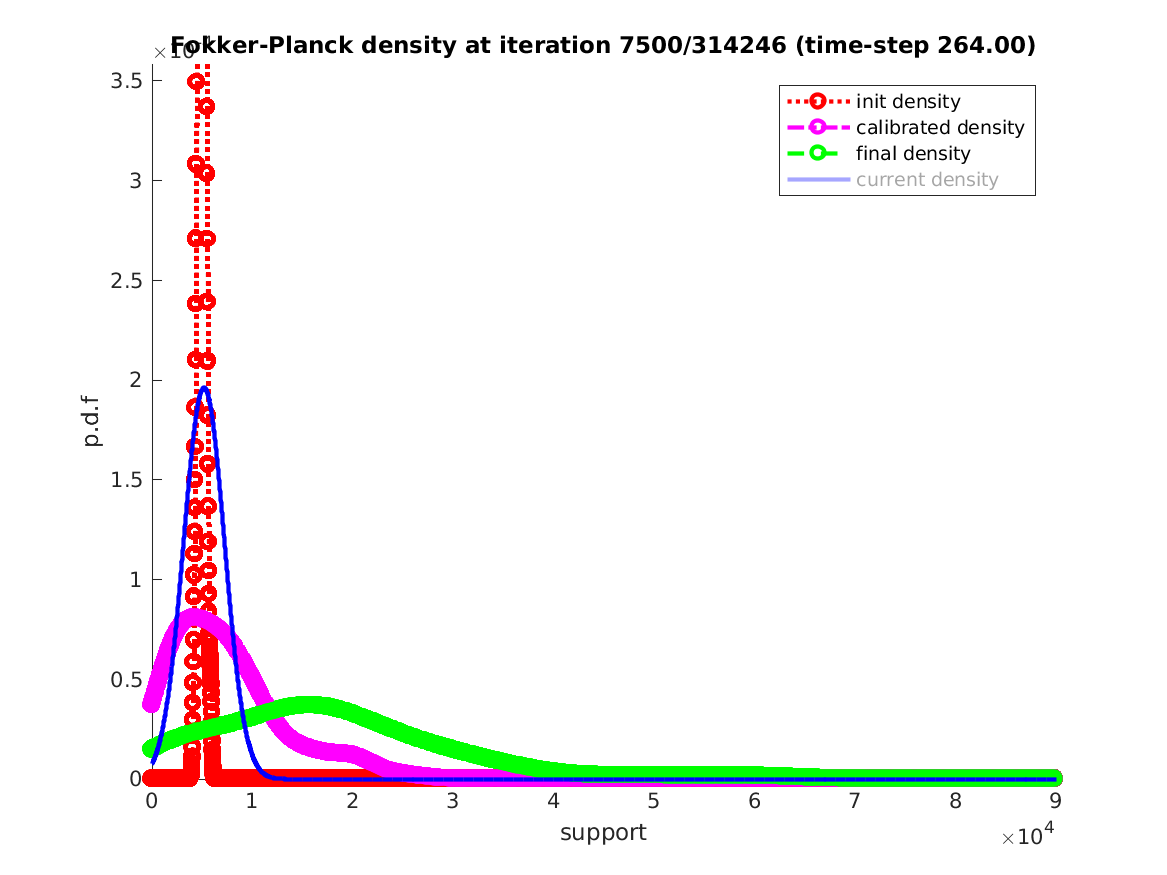 Fokker-Planck density at iteration 7500/314246 (time-step 264.00)
3.5
3
2.5
2
1.5
1
0.5
0
p.d.f
init density
calibrated density
final density
current density
0 1 2 3 4 5 6 7 8 9
support
×10^4